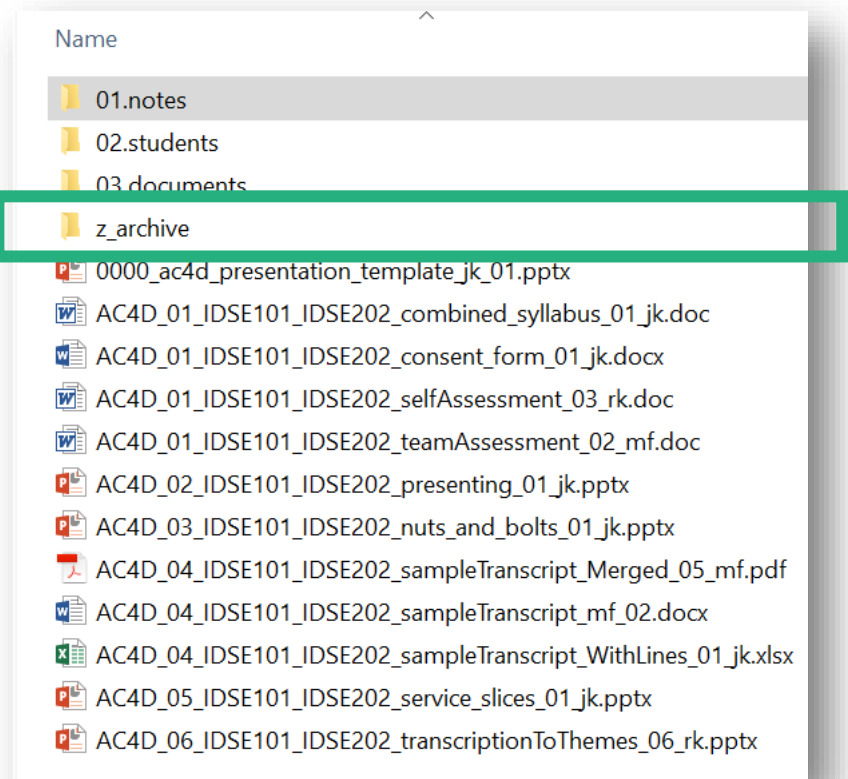 Name
01.notes
02.students
03.documents
z_archive
0000_ac4d_presentation_template_jk_01.pptx
AC4D_01_IDSE101_IDSE202_combined_syllabus_01_jk.doc
AC4D_01_IDSE101_IDSE202_consent_form_01_jk.docx
AC4D_01_IDSE101_IDSE202_selfAssessment_03_rk.doc
AC4D_01_IDSE101_IDSE202_teamAssessment_02_mf.doc
AC4D_02_IDSE101_IDSE202_presenting_01_jk.pptx
AC4D_03_IDSE101_IDSE202_nuts_and_bolts_01_jk.pptx
AC4D_04_IDSE101_IDSE202_sampleTranscript_Merged_05_mf.pdf
AC4D_04_IDSE101_IDSE202_sampleTranscript_mf_02.docx
AC4D_04_IDSE101_IDSE202_sampleTranscript_WithLines_01_jk.xlsx
AC4D_05_IDSE101_IDSE202_service_slices_01_jk.pptx
AC4D_06_IDSE101_IDSE202_transcriptionToThemes_06_rk.pptx